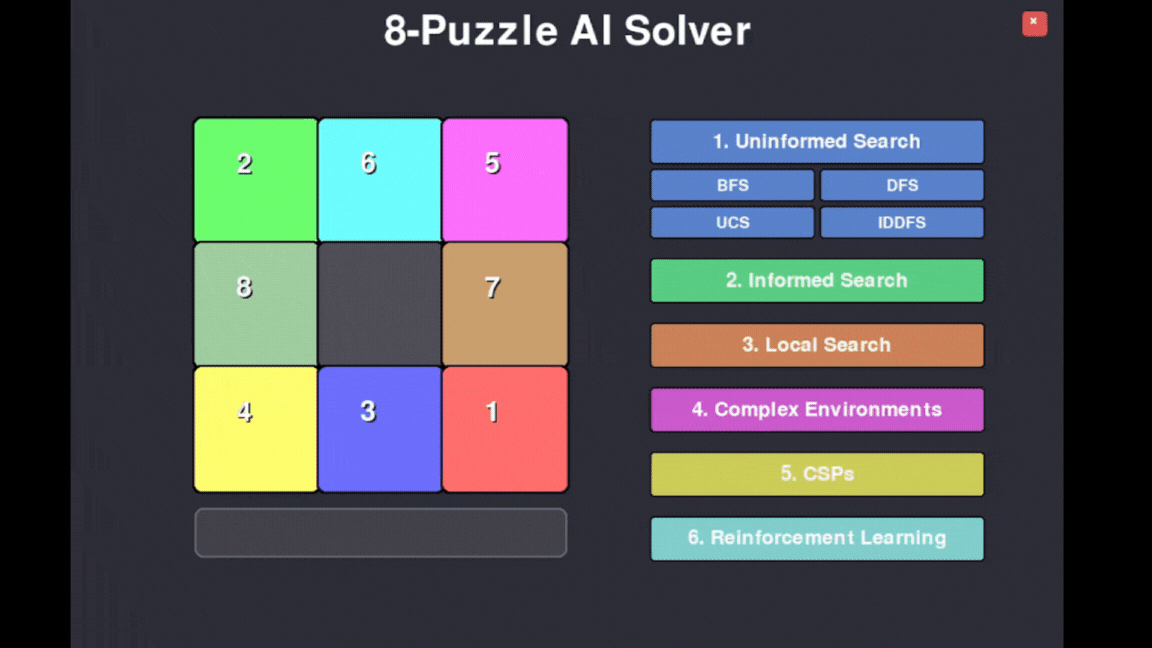 8-Puzzle AI Solver
×
2 6 5
8 7
4 3 1
1. Uninformed Search
BFS DFS
UCS IDDFS
2. Informed Search
3. Local Search
4. Complex Environments
5. CSPs
6. Reinforcement Learning